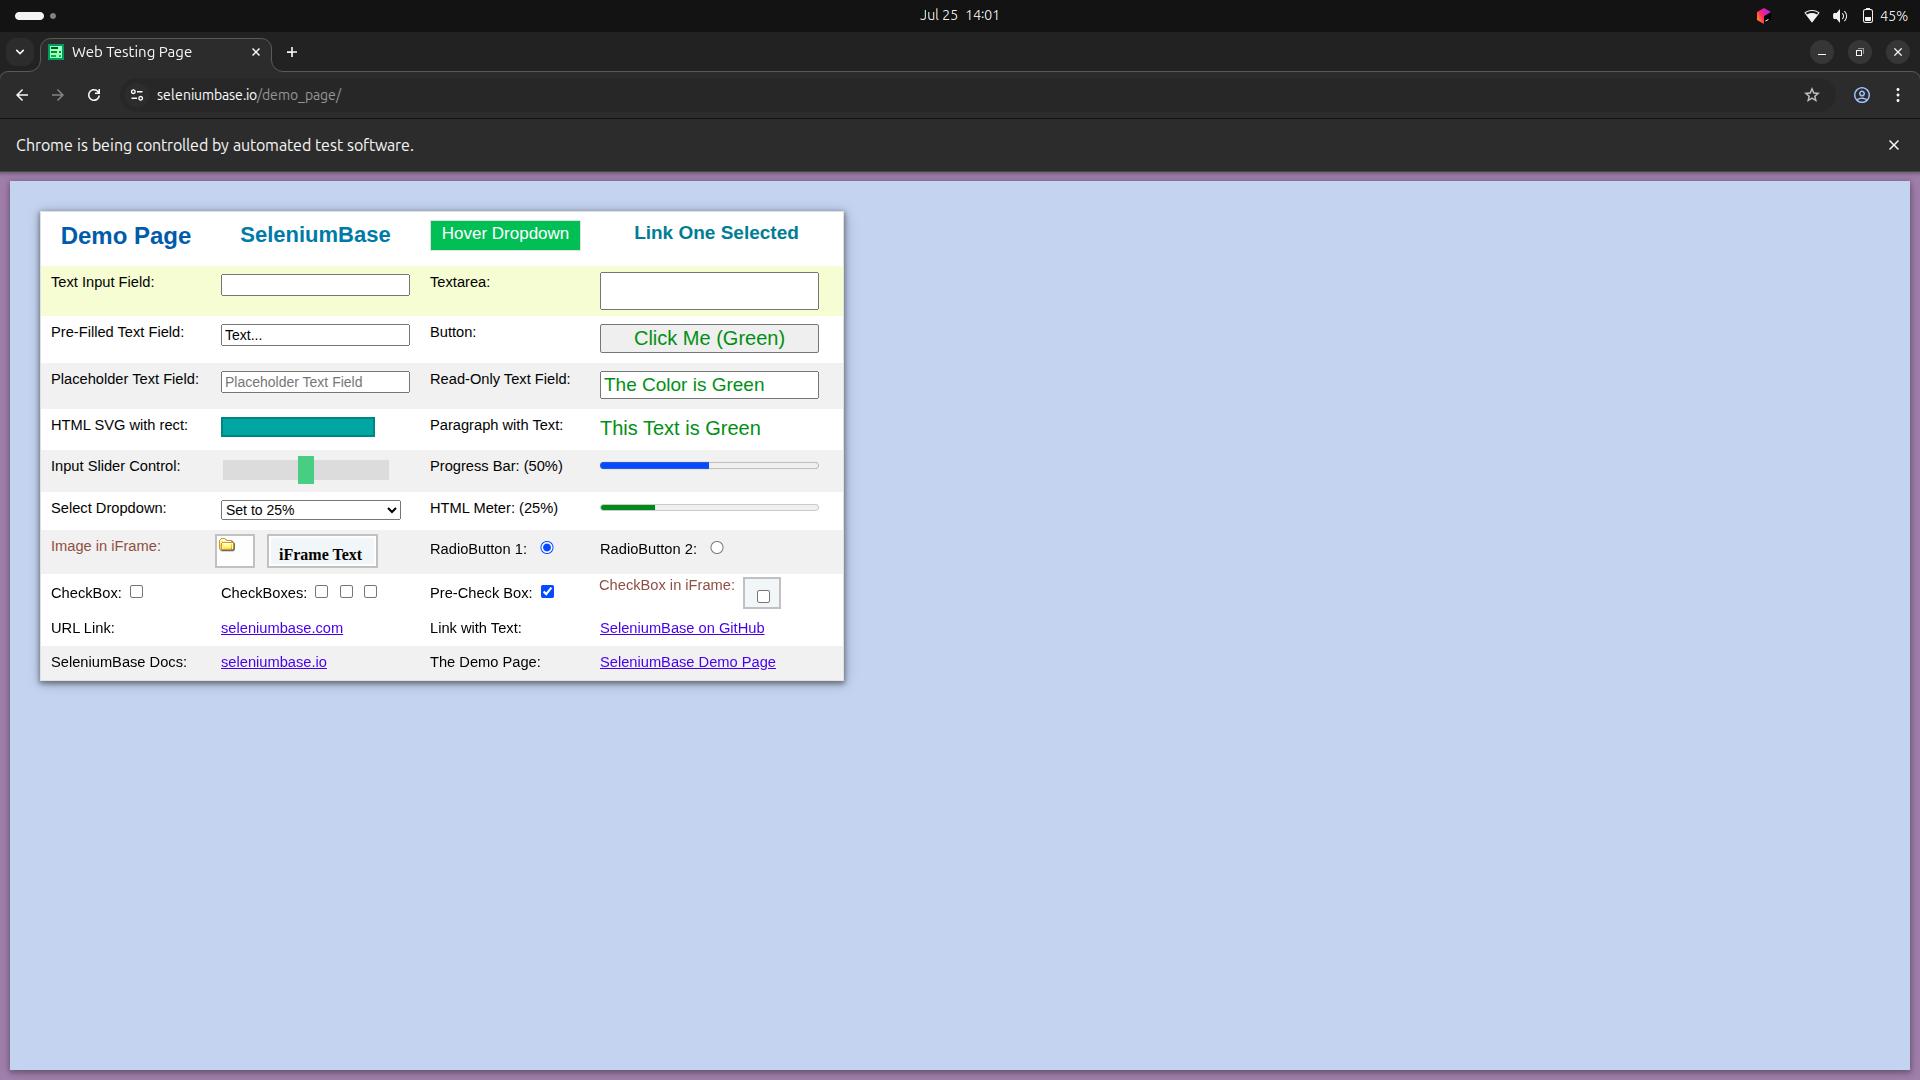 Jul 25 14:01
45%
Web Testing Page
seleniumbase.io/demo_page/
Chrome is being controlled by automated test software.
Demo Page SeleniumBase Hover Dropdown Link One Selected
Text Input Field: Textarea:
Pre-Filled Text Field: Text... Button: Click Me (Green)
Placeholder Text Field: Placeholder Text Field Read-Only Text Field: The Color is Green
HTML SVG with rect: Paragraph with Text: This Text is Green
Input Slider Control: Progress Bar: (50%)
Select Dropdown: Set to 25% HTML Meter: (25%)
Image in iFrame: iFrame Text RadioButton 1: RadioButton 2:
CheckBox: CheckBoxes: Pre-Check Box: CheckBox in iFrame:
URL Link: seleniumbase.com Link with Text: SeleniumBase on GitHub
SeleniumBase Docs: seleniumbase.io The Demo Page: SeleniumBase Demo Page